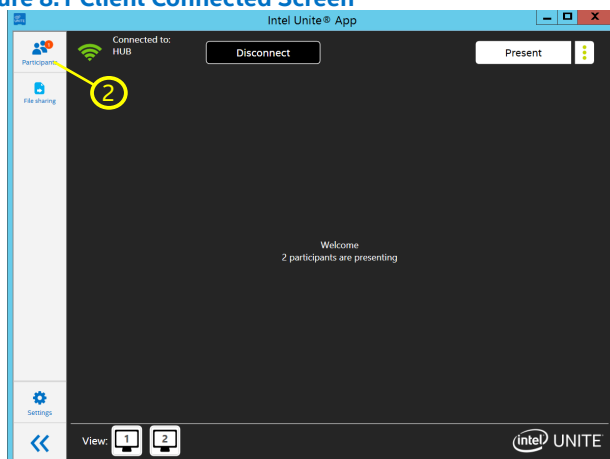 ure 8.1 Client Connected Screen
Intel Unite® App
Connected to:
HUB
Disconnect
Present
Participants
2
File sharing
Welcome
2 participants are presenting
Settings
View:
1
2
intel UNITE